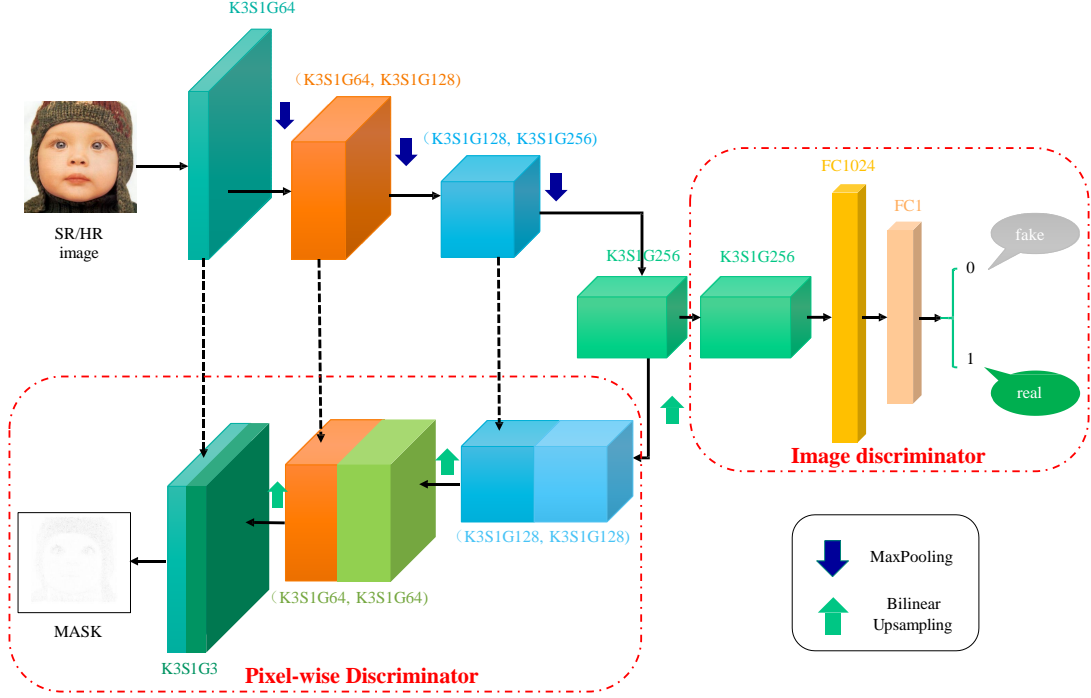 K3S1G64
（K3S1G64, K3S1G128)
（K3S1G128, K3S1G256)
SR/HR
image
FC1024
FC1
fake
0
K3S1G256
K3S1G256
1
real
Image discriminator
（K3S1G128, K3S1G128)
（K3S1G64, K3S1G64)
MASK
K3S1G3
Pixel-wise Discriminator
MaxPooling
Bilinear
Upsampling